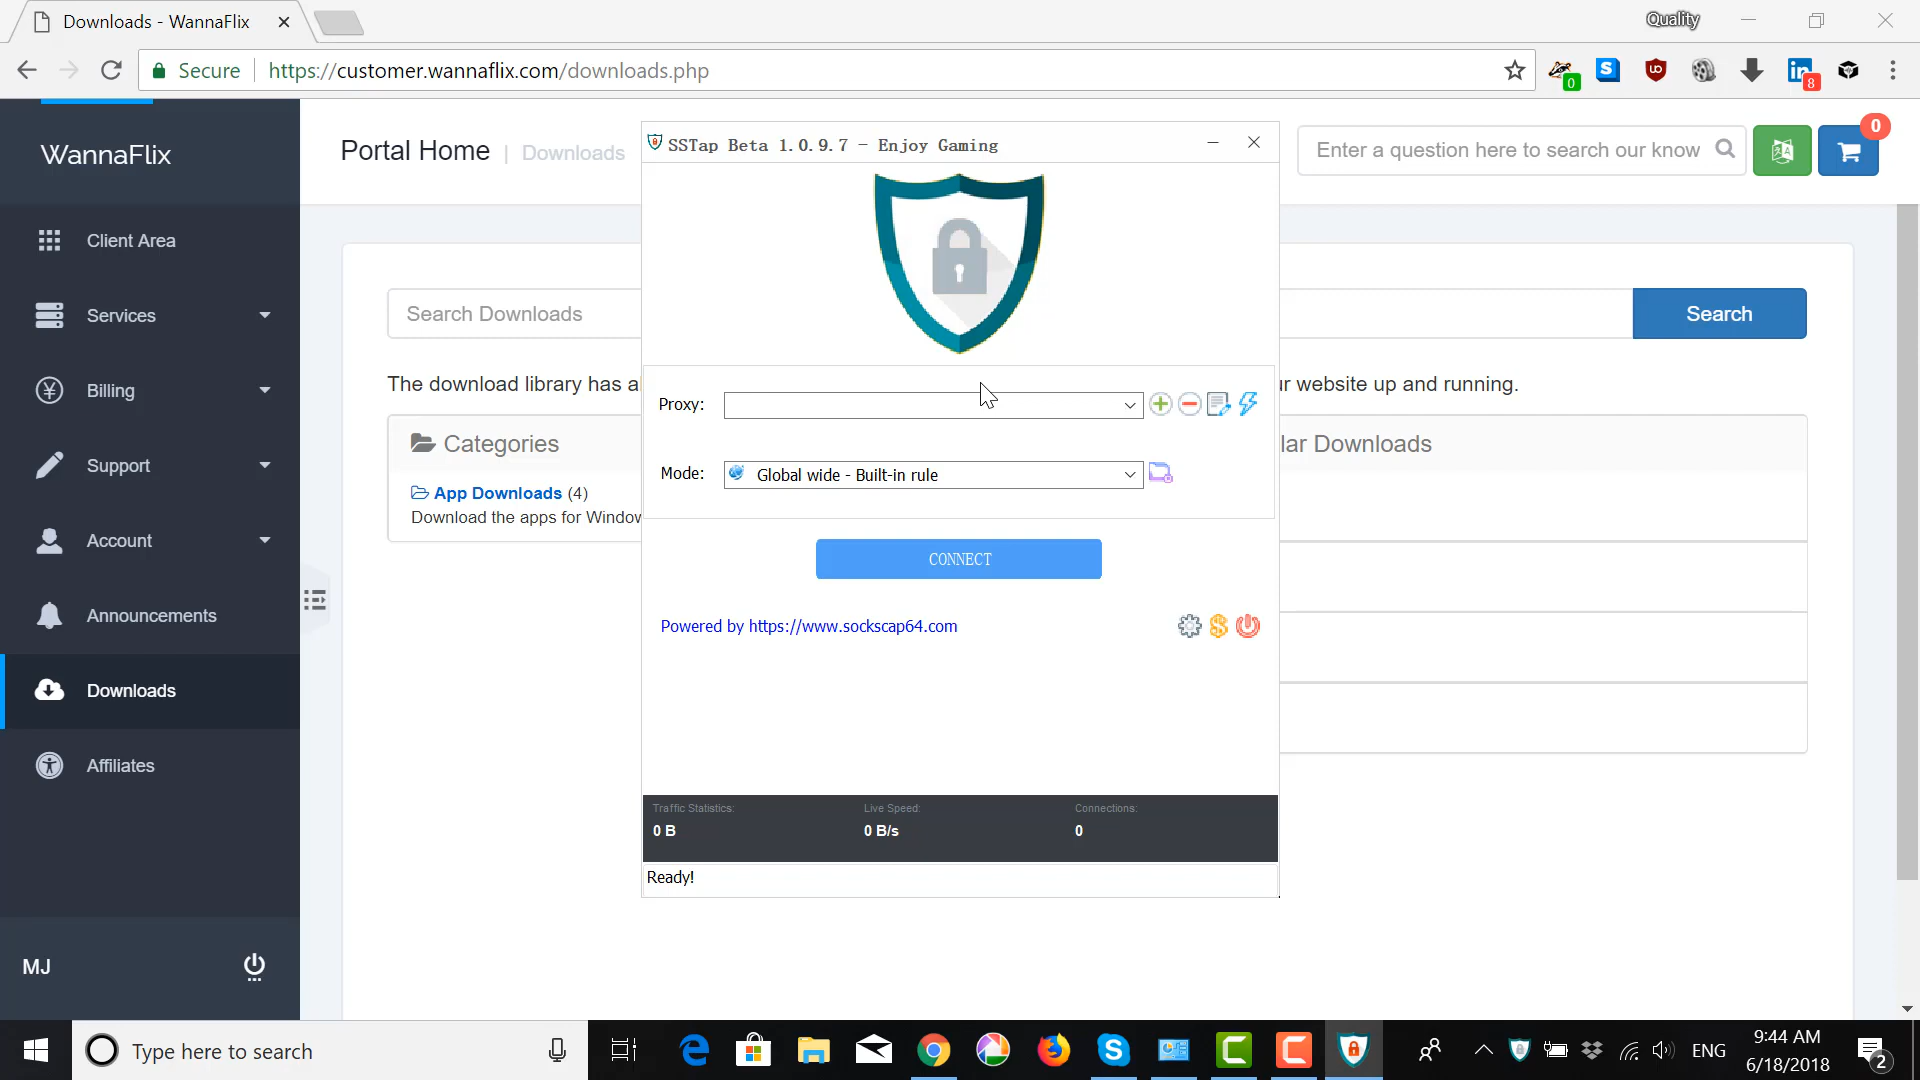 Downloads - WannaFlix
Quality
Secure
https://customer.wannaflix.com/downloads.php
0
8
WannaFlix
Client Area
Services
Billing
Support
Account
Announcements
Downloads
Affiliates
MJ
Portal Home | Downloads
Enter a question here to search our know
0
Search Downloads
Search
The download library has a
ur website up and running.
Categories
App Downloads (4)
Download the apps for Window
lar Downloads
SSTap Beta 1.0.9.7 - Enjoy Gaming
Proxy:
Mode: Global wide - Built-in rule
CONNECT
Powered by https://www.sockscap64.com
Traffic Statistics: Live Speed: Connections:
0 B 0 B/s 0
Ready!
Type here to search
ENG
9:44 AM
6/18/2018
2